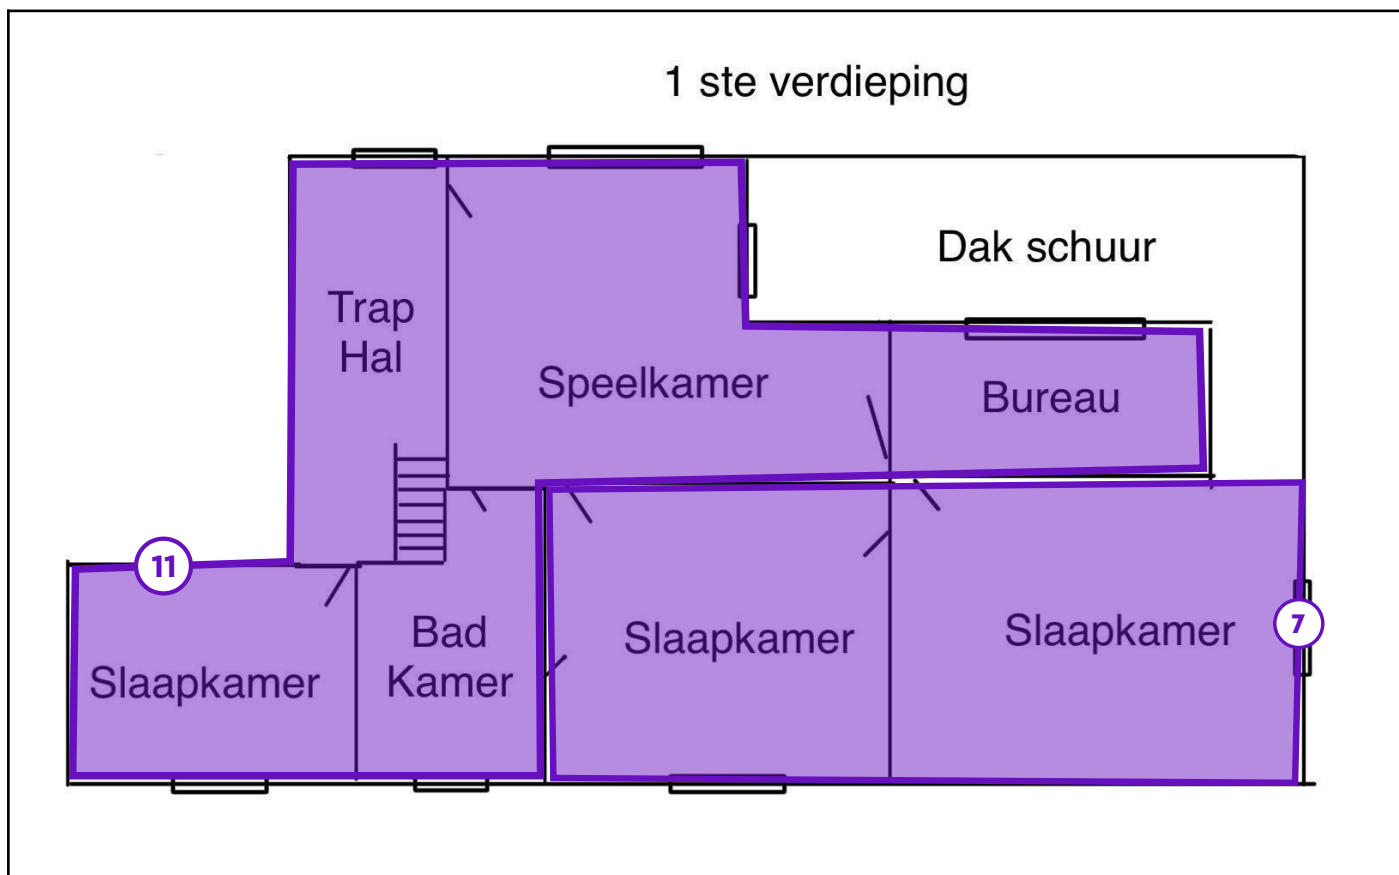 1 ste verdieping
Dak schuur
Trap
Hal
Speelkamer
Bureau
11
Slaapkamer
Bad
Kamer
Slaapkamer
Slaapkamer
7